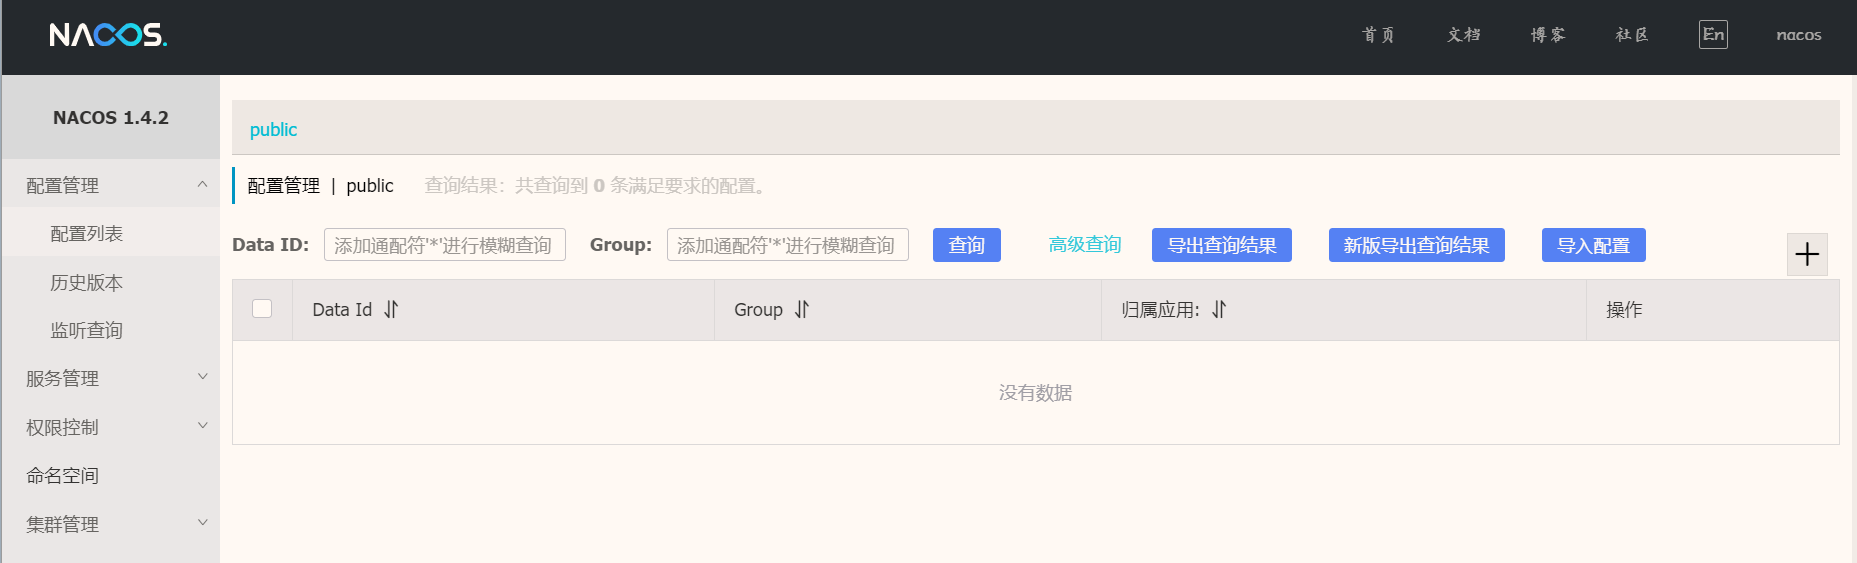 NACOS.
首页 文档 博客 社区 En nacos
NACOS 1.4.2
配置管理
配置列表
历史版本
监听查询
服务管理
权限控制
命名空间
集群管理
public
配置管理 | public 查询结果：共查询到 0 条满足要求的配置。
Data ID: 添加通配符'*'进行模糊查询 Group: 添加通配符'*'进行模糊查询 查询 高级查询 导出查询结果 新版导出查询结果 导入配置
Data Id Group 归属应用: 操作
没有数据